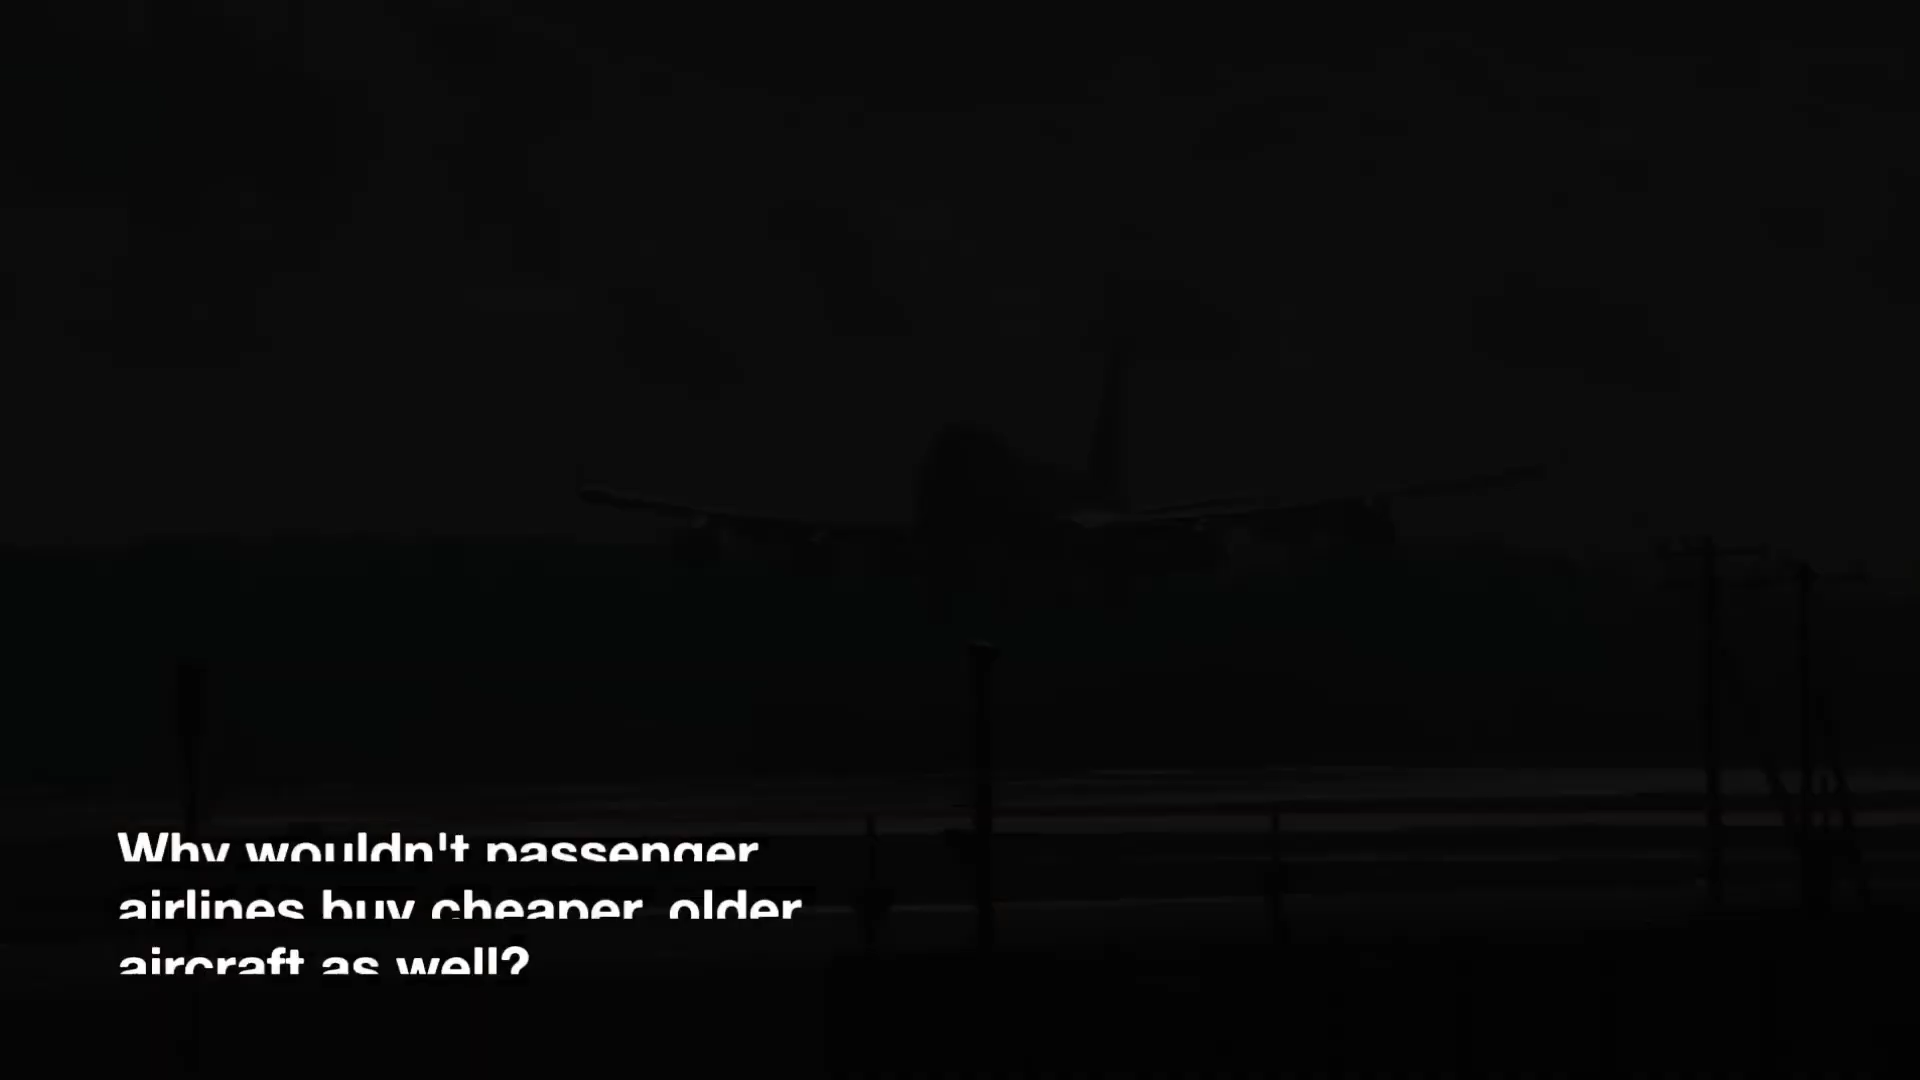 Why wouldn't passenger
airlines buy cheaper, older
aircraft as well?